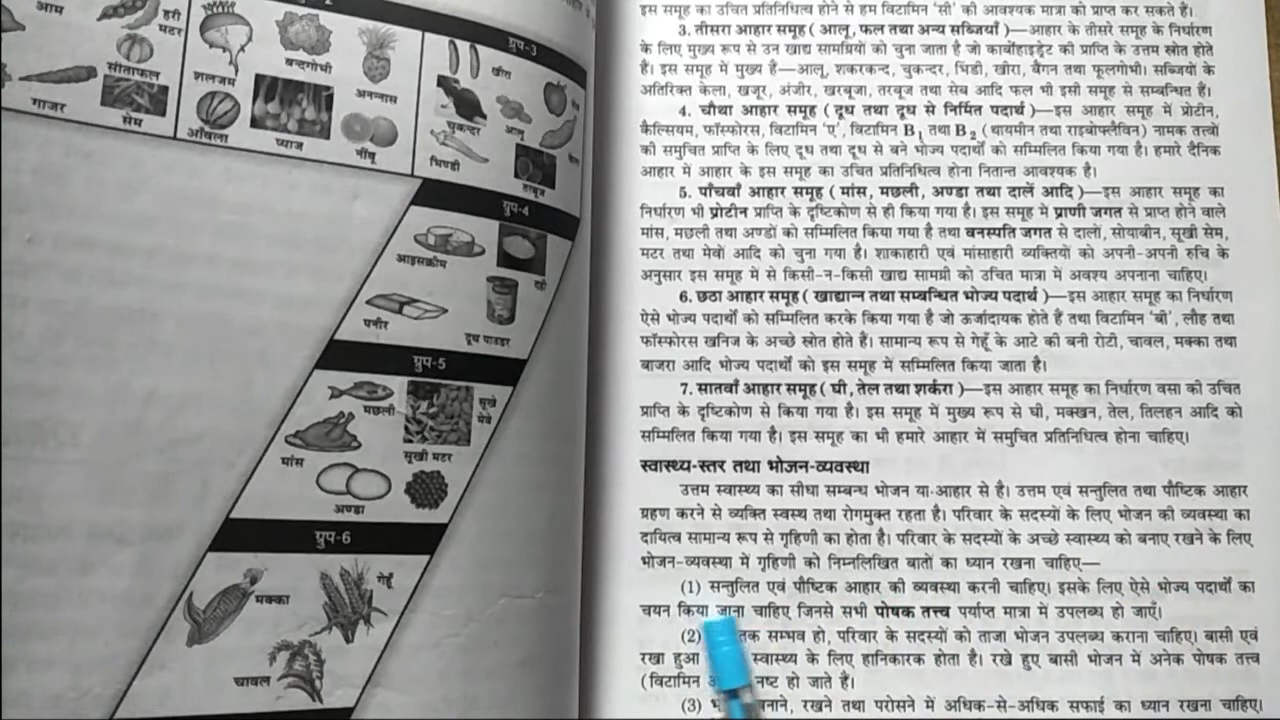 आम
हरी
मटर
सीताफल
गाजर
सेम
शलजम
बन्दगोभी
अनन्नास
आँवला
प्याज
नींबू
ग्रुप-3
खीरा
चुकन्दर
आलू
भिण्डी
तरबूज
ग्रुप-4
आइसक्रीम
दही
पनीर
दूध पाउडर
ग्रुप-5
मछली
सूखे
मेवे
मांस
सूखी मटर
अण्डा
ग्रुप-6
मक्का
गेहूँ
चावल
इस समूह का उचित प्रतिनिधित्व होने से हम विटामिन ‘सी’ की आवश्यक मात्रा को प्राप्त कर सकते हैं।
3. तीसरा आहार समूह ( आलू, फल तथा अन्य सब्जियाँ )—आहार के तीसरे समूह के निर्धारण
के लिए मुख्य रूप से उन खाद्य सामग्रियों को चुना जाता है जो कार्बोहाइड्रेट की प्राप्ति के उत्तम स्रोत होते
हैं। इस समूह में मुख्य हैं—आलू, शकरकन्द, चुकन्दर, भिंडी, खीरा, बैंगन तथा फूलगोभी। सब्जियों के
अतिरिक्त केला, खजूर, अंजीर, खरबूजा, तरबूज तथा सेब आदि फल भी इसी समूह से सम्बन्धित हैं।
4. चौथा आहार समूह ( दूध तथा दूध से निर्मित पदार्थ )—इस आहार समूह में प्रोटीन,
कैल्सियम, फॉस्फोरस, विटामिन ‘ए’, विटामिन B₁ तथा B₂ (थायमीन तथा राइबोफ्लैविन) नामक तत्त्वों
की समुचित प्राप्ति के लिए दूध तथा दूध से बने भोज्य पदार्थों को सम्मिलित किया गया है। हमारे दैनिक
आहार में आहार के इस समूह का उचित प्रतिनिधित्व होना नितान्त आवश्यक है।
5. पाँचवाँ आहार समूह ( मांस, मछली, अण्डा तथा दालें आदि )—इस आहार समूह का
निर्धारण भी प्रोटीन प्राप्ति के दृष्टिकोण से ही किया गया है। इस समूह में प्राणी जगत से प्राप्त होने वाले
मांस, मछली तथा अण्डों को सम्मिलित किया गया है तथा वनस्पति जगत से दालों, सोयाबीन, सूखी सेम,
मटर तथा मेवों आदि को चुना गया है। शाकाहारी एवं मांसाहारी व्यक्तियों को अपनी-अपनी रुचि के
अनुसार इस समूह में से किसी-न-किसी खाद्य सामग्री को उचित मात्रा में अवश्य अपनाना चाहिए।
6. छठा आहार समूह ( खाद्यान्न तथा सम्बन्धित भोज्य पदार्थ )—इस आहार समूह का निर्धारण
ऐसे भोज्य पदार्थों को सम्मिलित करके किया गया है जो ऊर्जादायक होते हैं तथा विटामिन ‘बी’, लौह तथा
फॉस्फोरस खनिज के अच्छे स्रोत होते हैं। सामान्य रूप से गेहूँ के आटे की बनी रोटी, चावल, मक्का तथा
बाजरा आदि भोज्य पदार्थों को इस समूह में सम्मिलित किया जाता है।
7. सातवाँ आहार समूह ( घी, तेल तथा शर्करा )—इस आहार समूह का निर्धारण वसा की उचित
प्राप्ति के दृष्टिकोण से किया गया है। इस समूह में मुख्य रूप से घी, मक्खन, तेल, तिलहन आदि को
सम्मिलित किया गया है। इस समूह का भी हमारे आहार में समुचित प्रतिनिधित्व होना चाहिए।
स्वास्थ्य-स्तर तथा भोजन-व्यवस्था
उत्तम स्वास्थ्य का सीधा सम्बन्ध भोजन या आहार से है। उत्तम एवं सन्तुलित तथा पौष्टिक आहार
ग्रहण करने से व्यक्ति स्वस्थ तथा रोगमुक्त रहता है। परिवार के सदस्यों के लिए भोजन की व्यवस्था का
दायित्व सामान्य रूप से गृहिणी का होता है। परिवार के सदस्यों के अच्छे स्वास्थ्य को बनाए रखने के लिए
भोजन-व्यवस्था में गृहिणी को निम्नलिखित बातों का ध्यान रखना चाहिए—
(1) सन्तुलित एवं पौष्टिक आहार की व्यवस्था करनी चाहिए। इसके लिए ऐसे भोज्य पदार्थों का
चयन किया जाना चाहिए जिनसे सभी पोषक तत्त्व पर्याप्त मात्रा में उपलब्ध हो जाएँ।
(2) तक सम्भव हो, परिवार के सदस्यों को ताजा भोजन उपलब्ध कराना चाहिए। बासी एवं
रखा हुआ स्वास्थ्य के लिए हानिकारक होता है। रखे हुए बासी भोजन में अनेक पोषक तत्त्व
(विटामिन नष्ट हो जाते हैं।
(3) बनाने, रखने तथा परोसने में अधिक-से-अधिक सफाई का ध्यान रखना चाहिए।